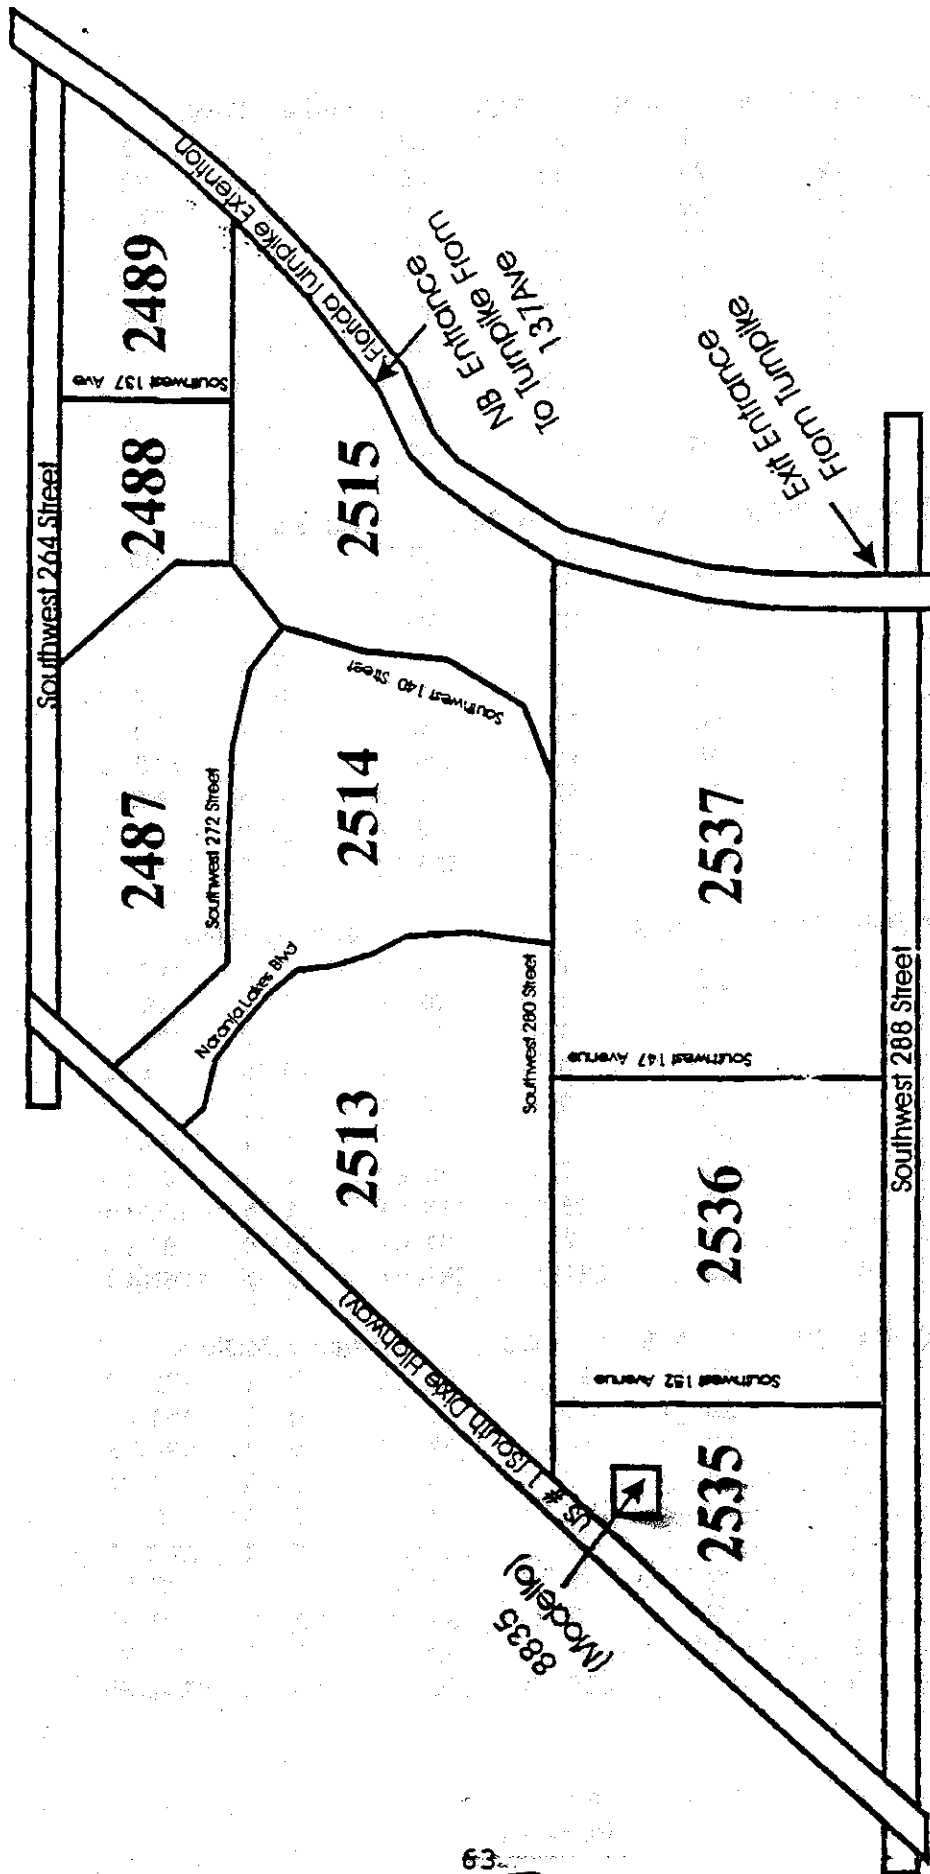 Southwest 264 Street
2487
2488
2489
Southwest 137 Ave
Florida Turnpike Extention
Southwest 272 Street
Naranja Lakes Blvd
2513
2514
2515
Southwest 140 Street
NB Entrance
To Turnpike From
137Ave
US # 1 (South Dixie Highway)
Southwest 280 Street
8835
(Modello)
2535
Southwest 152 Avenue
2536
Southwest 147 Avenue
2537
Exit Entrance
From Turnpike
Southwest 288 Street
63